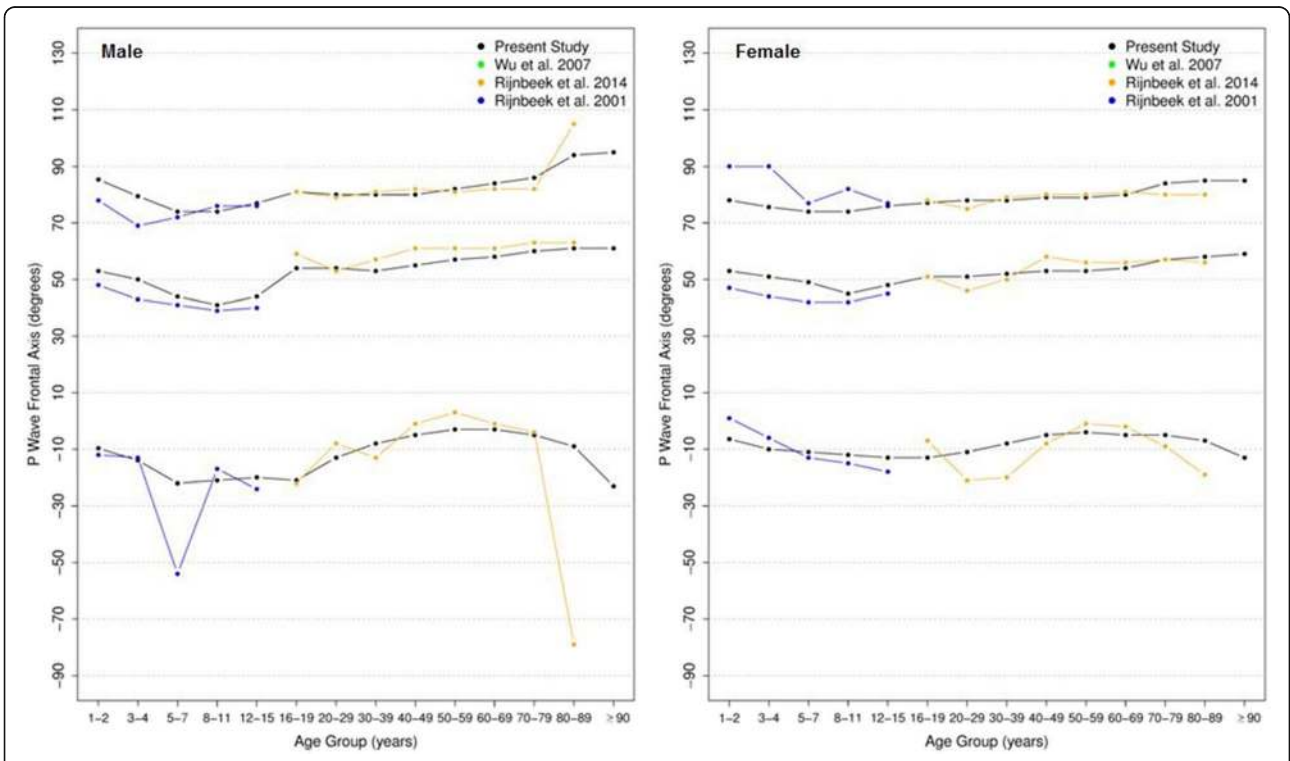 Male
Present Study
Wu et al. 2007
Rijnbeek et al. 2014
Rijnbeek et al. 2001
P Wave Frontal Axis (degrees)
130
110
90
70
50
30
10
−10
−30
−50
−70
−90
1−2 3−4 5−7 8−11 12−15 16−19 20−29 30−39 40−49 50−59 60−69 70−79 80−89 ≥90
Age Group (years)
Female
Present Study
Wu et al. 2007
Rijnbeek et al. 2014
Rijnbeek et al. 2001
P Wave Frontal Axis (degrees)
130
110
90
70
50
30
10
−10
−30
−50
−70
−90
1−2 3−4 5−7 8−11 12−15 16−19 20−29 30−39 40−49 50−59 60−69 70−79 80−89 ≥90
Age Group (years)